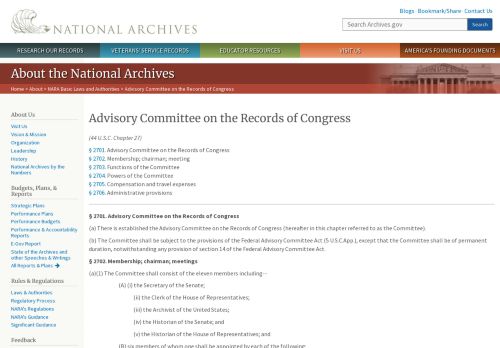 NATIONAL ARCHIVES
Blogs · Bookmark/Share · Contact Us
Search Archives.gov
Search
RESEARCH OUR RECORDS
VETERANS' SERVICE RECORDS
EDUCATOR RESOURCES
VISIT US
AMERICA'S FOUNDING DOCUMENTS
About the National Archives
Home > About > NARA Basic Laws and Authorities > Advisory Committee on the Records of Congress
About Us
Visit Us
Vision & Mission
Organization
Leadership
History
National Archives by the
Numbers
Budgets, Plans, &
Reports
Strategic Plans
Performance Plans
Performance Budgets
Performance & Accountability
Reports
E-Gov Report
State of the Archives and
other Speeches & Writings
All Reports & Plans
Rules & Regulations
Laws & Authorities
Regulatory Process
NARA's Regulations
NARA's Guidance
Significant Guidance
Feedback
Advisory Committee on the Records of Congress
(44 U.S.C. Chapter 27)
§ 2701. Advisory Committee on the Records of Congress
§ 2702. Membership; chairman; meeting
§ 2703. Functions of the Committee
§ 2704. Powers of the Committee
§ 2705. Compensation and travel expenses
§ 2706. Administrative provisions
§ 2701. Advisory Committee on the Records of Congress
(a) There is established the Advisory Committee on the Records of Congress (hereafter in this chapter referred to as the Committee).
(b) The Committee shall be subject to the provisions of the Federal Advisory Committee Act (5 U.S.C.App.), except that the Committee shall be of permanent
duration, notwithstanding any provision of section 14 of the Federal Advisory Committee Act.
§ 2702. Membership; chairman; meetings
(a)(1) The Committee shall consist of the eleven members including--
(A) (i) the Secretary of the Senate;
(ii) the Clerk of the House of Representatives;
(iii) the Archivist of the United States;
(iv) the Historian of the Senate; and
(v) the Historian of the House of Representatives; and
(B) six members of whom one shall be appointed by each of the following: